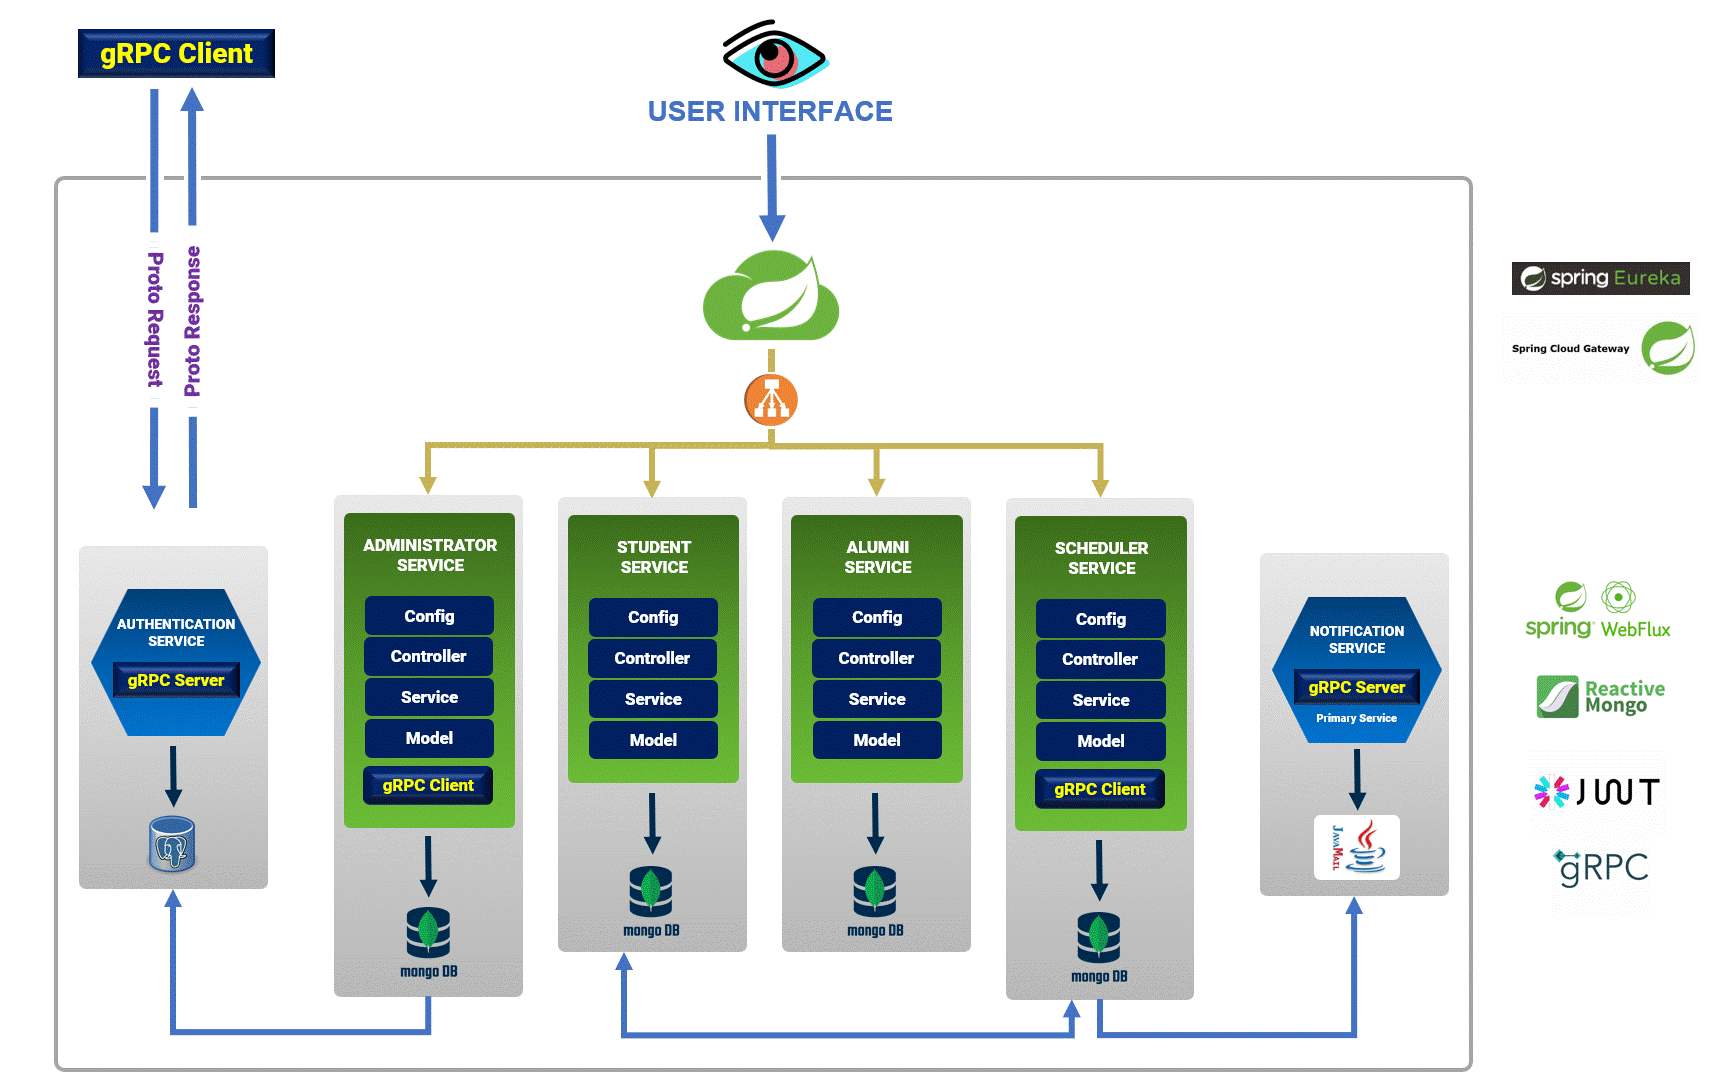 gRPC Client
USER INTERFACE
Proto Request
Proto Response
spring Eureka
Spring Cloud Gateway
AUTHENTICATION
SERVICE
gRPC Server
ADMINISTRATOR
SERVICE
Config
Controller
Service
Model
gRPC Client
mongo DB
STUDENT
SERVICE
Config
Controller
Service
Model
mongo DB
ALUMNI
SERVICE
Config
Controller
Service
Model
mongo DB
SCHEDULER
SERVICE
Config
Controller
Service
Model
gRPC Client
mongo DB
NOTIFICATION
SERVICE
gRPC Server
Primary Service
JAVAMAIL
spring
WebFlux
Reactive
Mongo
JWT
gRPC